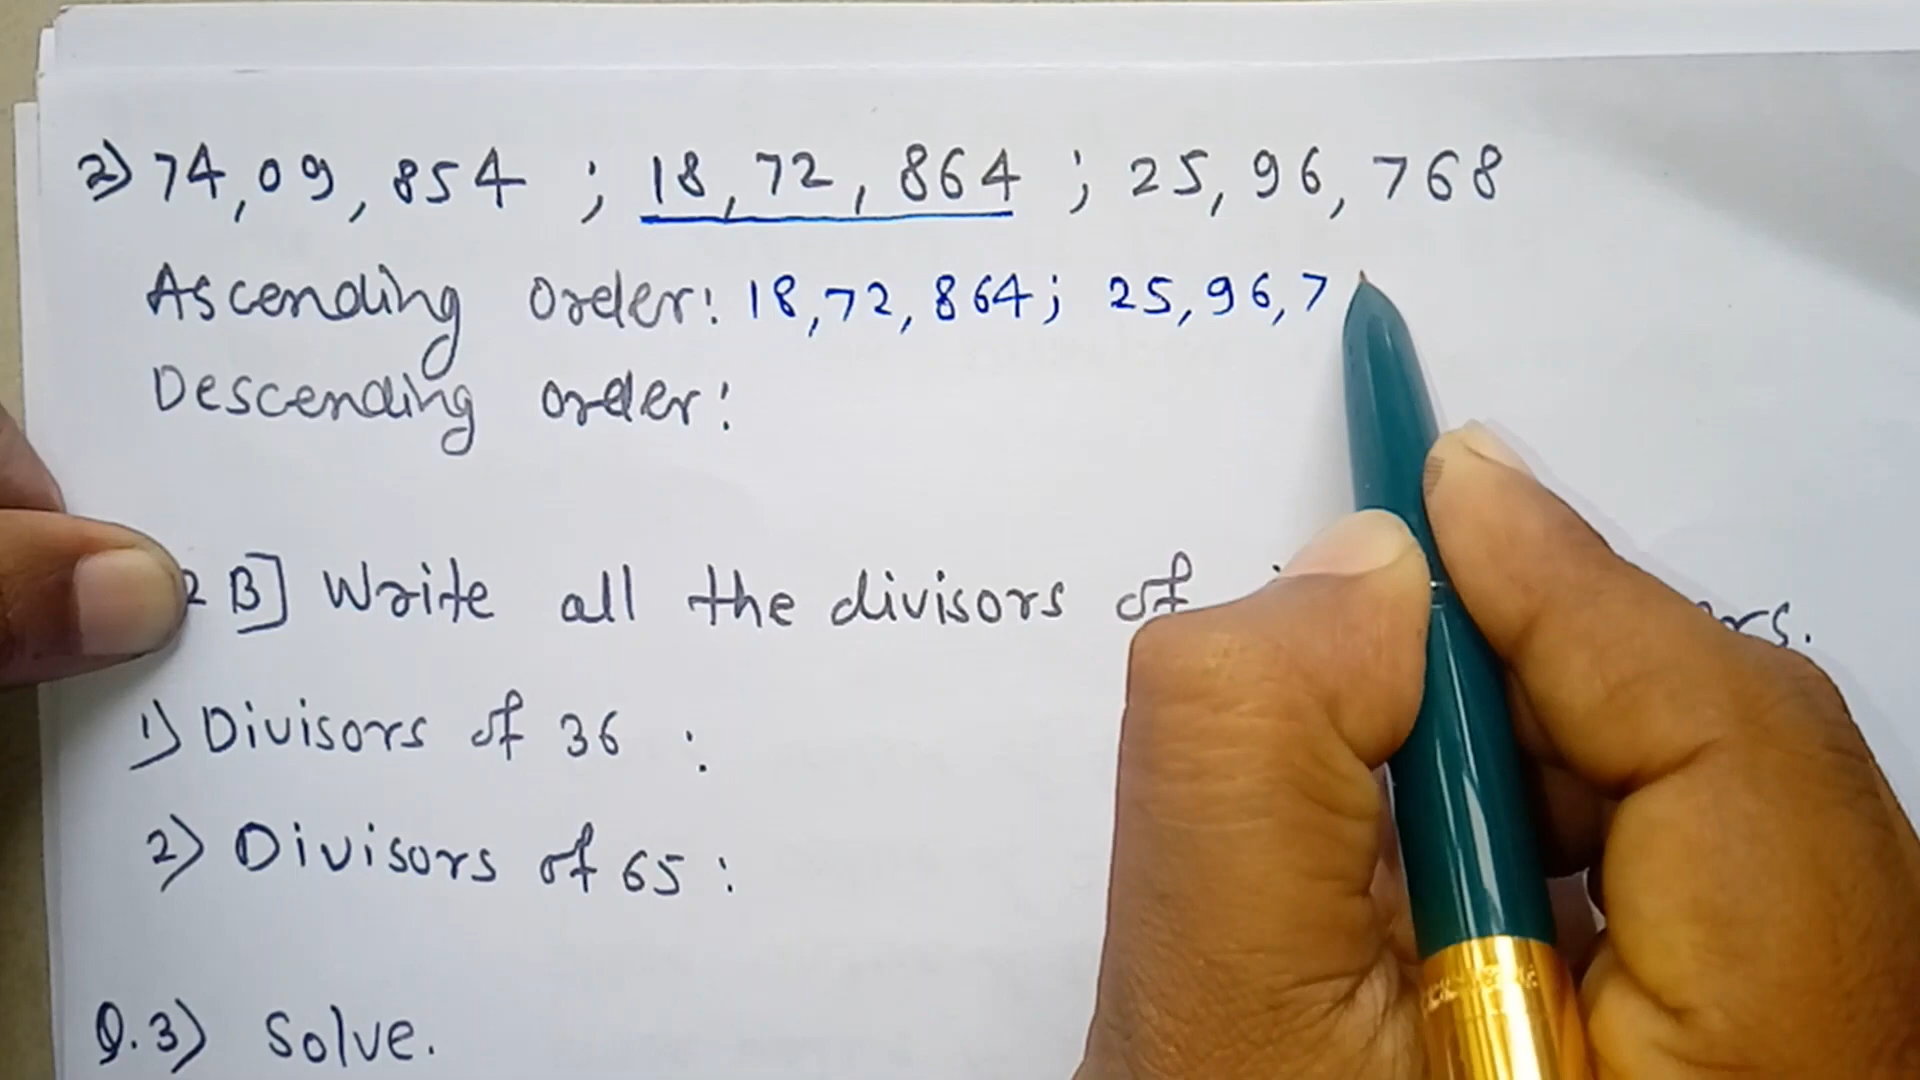 2) 74,09,854 ; 18,72,864 ; 25,96,768
Ascending order: 18,72,864; 25,96,7
Descending order:
2 B] Write all the divisors of
1) Divisors of 36 :
2) Divisors of 65 :
Q.3) Solve.